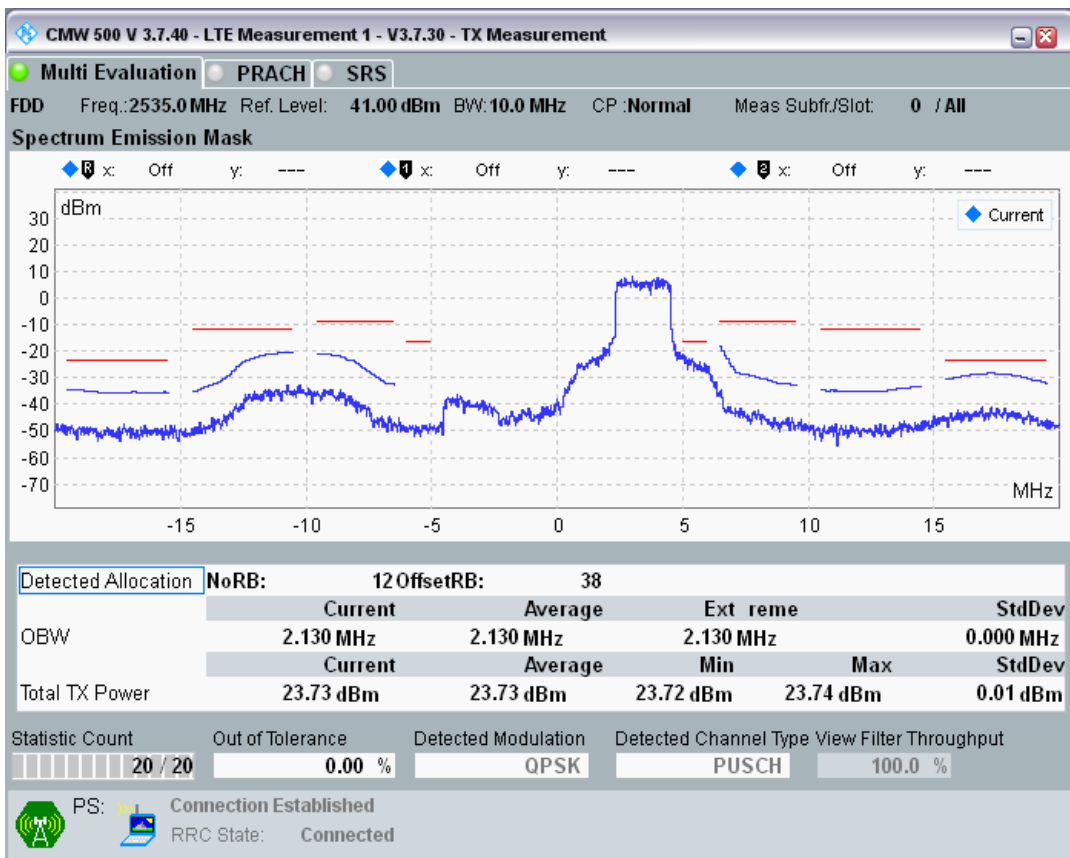 CMW 500 V 3.7.40 - LTE Measurement 1 - V3.7.30 - TX Measurement
Multi Evaluation PRACH SRS
FDD Freq.:2535.0 MHz Ref. Level: 41.00 dBm BW:10.0 MHz CP :Normal Meas Subfr./Slot: 0 / All
Spectrum Emission Mask
R x: Off y: --- 1 x: Off y: --- 2 x: Off y: ---
dBm
Current
30
20
10
0
-10
-20
-30
-40
-50
-60
-70
MHz
-15 -10 -5 0 5 10 15
Detected Allocation NoRB: 12 OffsetRB: 38
Current Average Ext reme StdDev
OBW 2.130 MHz 2.130 MHz 2.130 MHz 0.000 MHz
Current Average Min Max StdDev
Total TX Power 23.73 dBm 23.73 dBm 23.72 dBm 23.74 dBm 0.01 dBm
Statistic Count Out of Tolerance Detected Modulation Detected Channel Type View Filter Throughput
20 / 20 0.00 % QPSK PUSCH 100.0 %
PS: Connection Established
RRC State: Connected